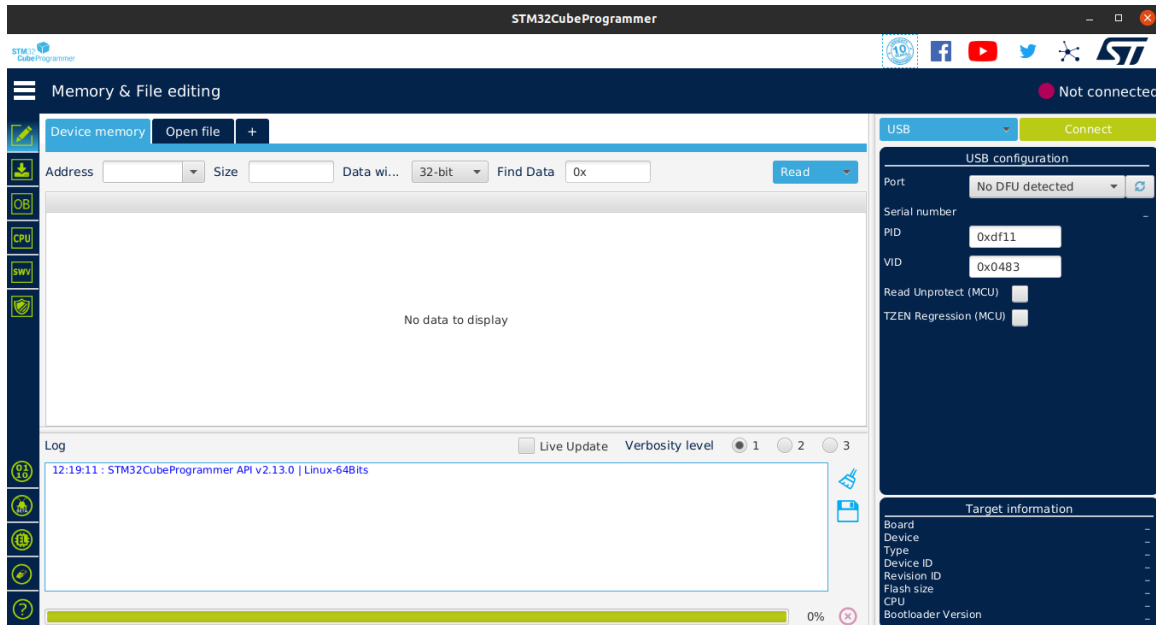 STM32CubeProgrammer
STM32
CubeProgrammer
10
Memory & File editing
Not connected
Device memory Open file +
USB Connect
Address Size Data wi... 32-bit Find Data 0x Read
USB configuration
Port No DFU detected
Serial number _
PID 0xdf11
VID 0x0483
Read Unprotect (MCU)
TZEN Regression (MCU)
OB
CPU
SWV
No data to display
Log Live Update Verbosity level 1 2 3
12:19:11 : STM32CubeProgrammer API v2.13.0 | Linux-64Bits
Target information
Board _
Device _
Type _
Device ID _
Revision ID _
Flash size _
CPU _
Bootloader Version _
01
10
EL
?
0%